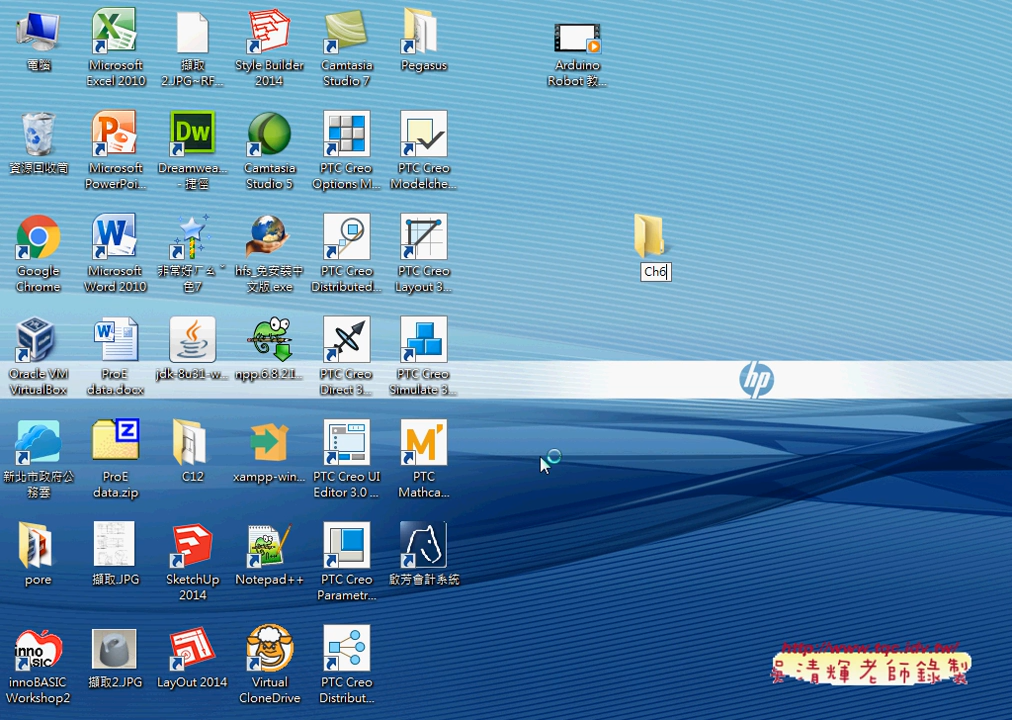 電腦
Microsoft
Excel 2010
擷取
2.JPG~RF...
Style Builder
2014
Camtasia
Studio 7
Pegasus
Arduino
Robot 教...
資源回收筒
Microsoft
PowerPoi...
Dreamwea...
- 捷徑
Camtasia
Studio 5
PTC Creo
Options M...
PTC Creo
Modelche...
Google
Chrome
Microsoft
Word 2010
非常好ㄏㄠˇ
色7
hfs_免安裝中
文版.exe
PTC Creo
Distributed...
PTC Creo
Layout 3...
Ch6
Oracle VM
VirtualBox
ProE
data.docx
jdk-8u31-w...
npp.6.8.21...
PTC Creo
Direct 3...
PTC Creo
Simulate 3...
hp
新北市政府公
務雲
ProE
data.zip
C12
xampp-win...
PTC Creo UI
Editor 3.0 ...
PTC
Mathca...
pore
擷取.JPG
SketchUp
2014
Notepad++
PTC Creo
Parametr...
啟芳會計系統
innoBASIC
Workshop2
擷取2.JPG
LayOut 2014
Virtual
CloneDrive
PTC Creo
Distribut...
吳清輝老師錄製